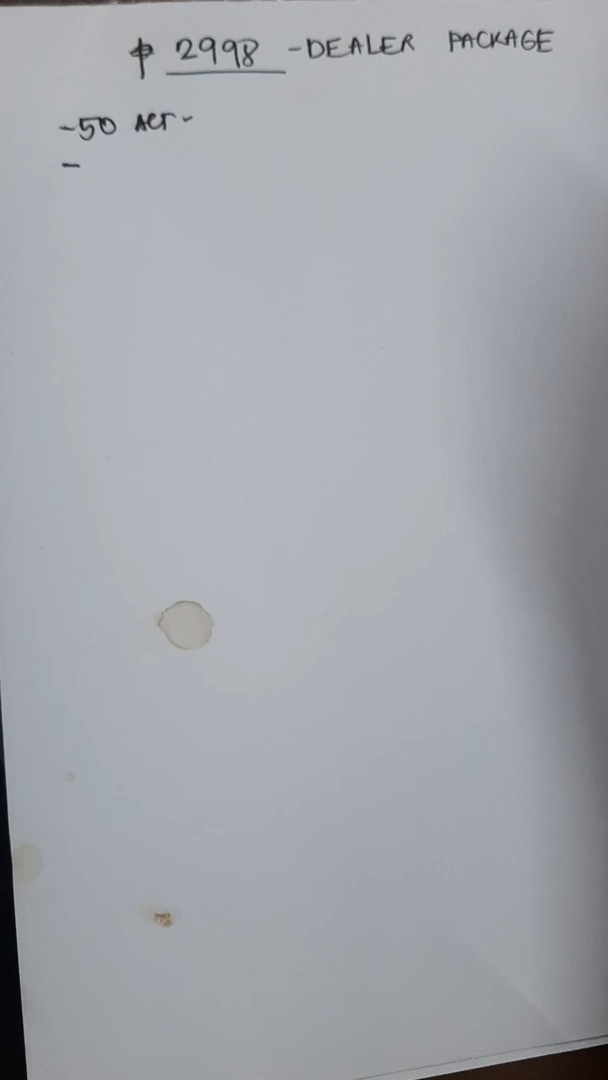 ₱ 2998 - DEALER PACKAGE
- 50 ACT -
-